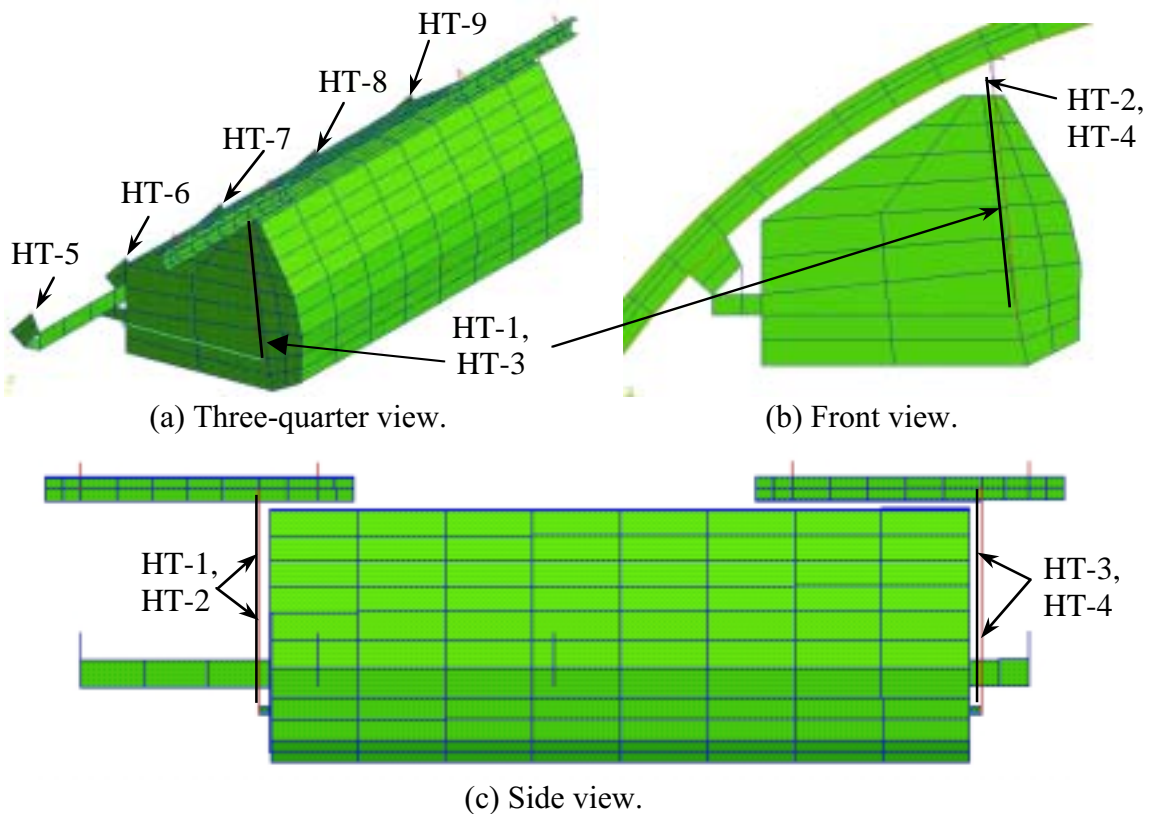 HT-9
HT-8
HT-7
HT-6
HT-5
HT-1,
HT-3
HT-2,
HT-4
(a) Three-quarter view.
(b) Front view.
HT-1,
HT-2
HT-3,
HT-4
(c) Side view.